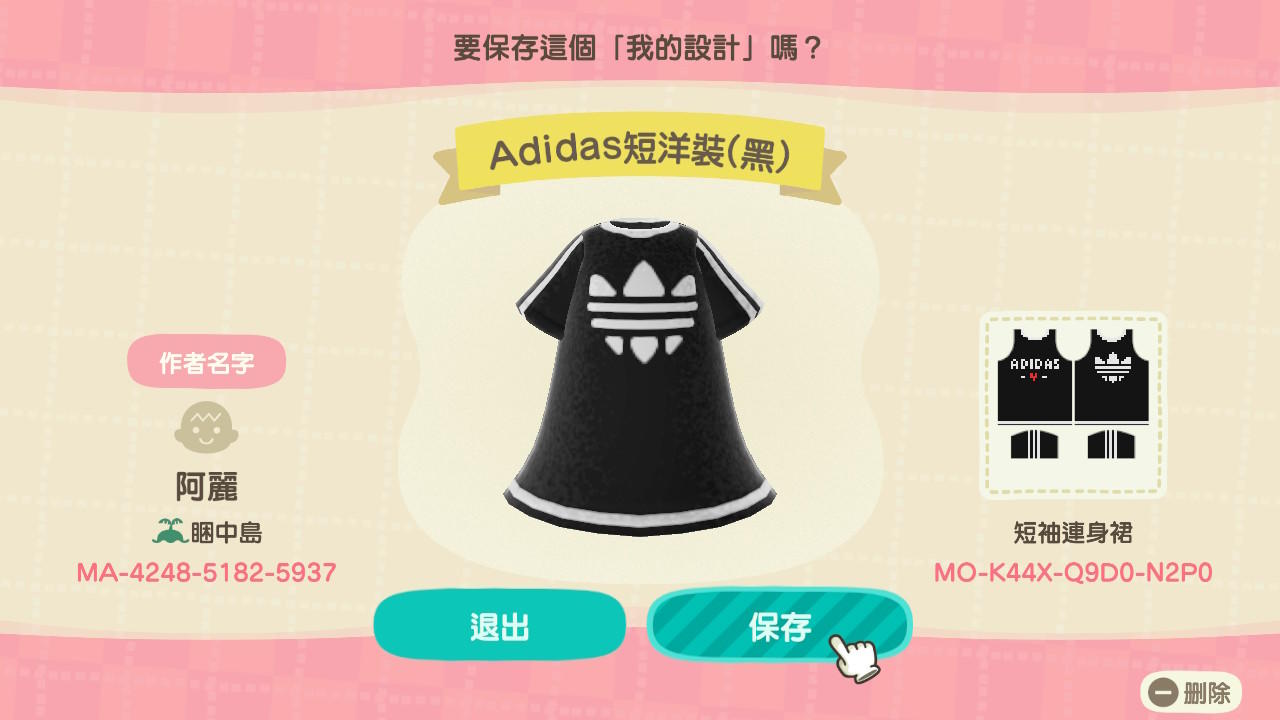 要保存這個「我的設計」嗎？
Adidas短洋裝(黑)
作者名字
阿麗
睏中島
MA-4248-5182-5937
ADIDAS
短袖連身裙
MO-K44X-Q9D0-N2P0
退出
保存
删除